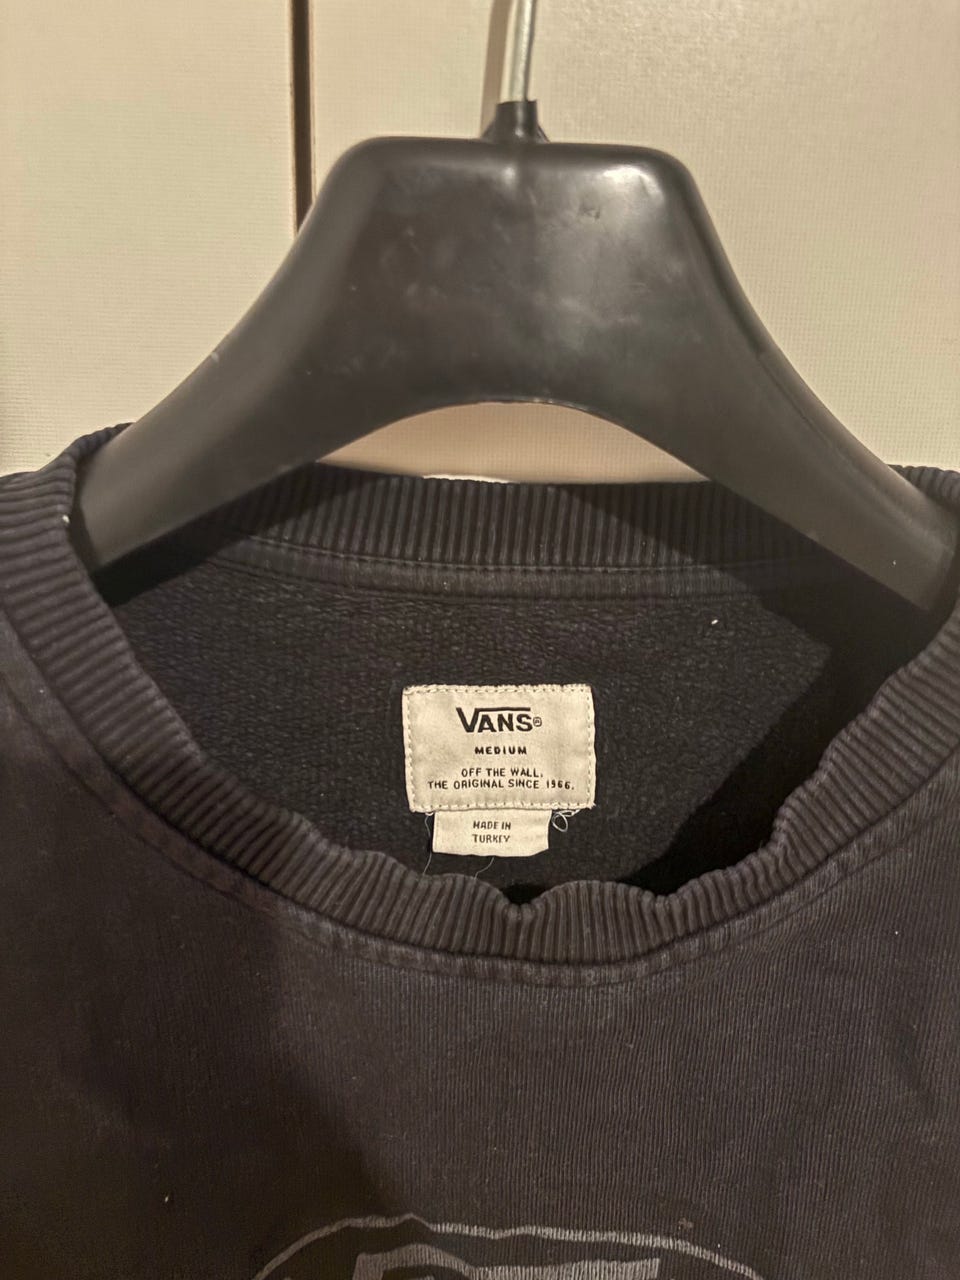 VANS®
MEDIUM
OFF THE WALL.
THE ORIGINAL SINCE 1966.
MADE IN
TURKEY